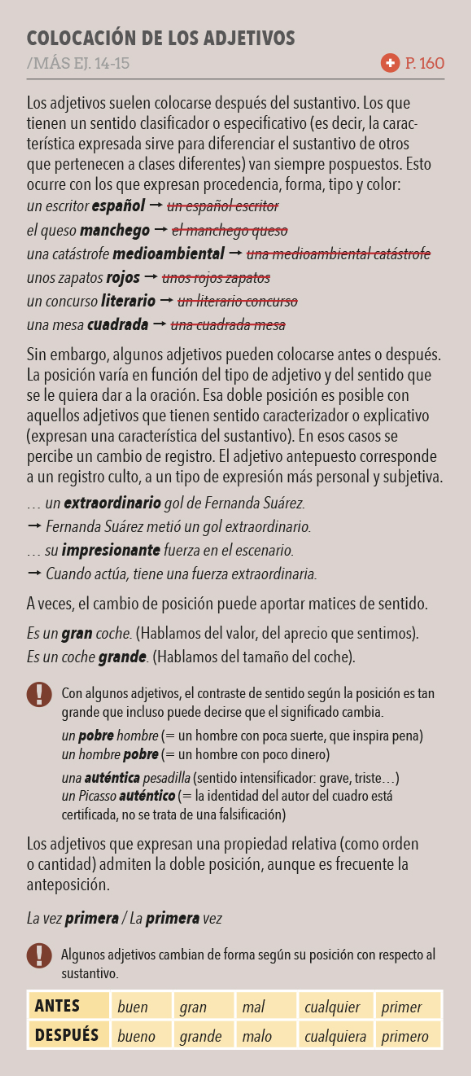 COLOCACIÓN DE LOS ADJETIVOS
/MÁS EJ. 14-15
+ P. 160
Los adjetivos suelen colocarse después del sustantivo. Los que
tienen un sentido clasificador o especificativo (es decir, la carac-
terística expresada sirve para diferenciar el sustantivo de otros
que pertenecen a clases diferentes) van siempre pospuestos. Esto
ocurre con los que expresan procedencia, forma, tipo y color:
un escritor español → un español escritor
el queso manchego → el manchego queso
una catástrofe medioambiental → una medioambiental catástrofe
unos zapatos rojos → unos rojos zapatos
un concurso literario → un literario concurso
una mesa cuadrada → una cuadrada mesa
Sin embargo, algunos adjetivos pueden colocarse antes o después.
La posición varía en función del tipo de adjetivo y del sentido que
se le quiera dar a la oración. Esa doble posición es posible con
aquellos adjetivos que tienen sentido caracterizador o explicativo
(expresan una característica del sustantivo). En esos casos se
percibe un cambio de registro. El adjetivo antepuesto corresponde
a un registro culto, a un tipo de expresión más personal y subjetiva.
… un extraordinario gol de Fernanda Suárez.
→ Fernanda Suárez metió un gol extraordinario.
… su impresionante fuerza en el escenario.
→ Cuando actúa, tiene una fuerza extraordinaria.
A veces, el cambio de posición puede aportar matices de sentido.
Es un gran coche. (Hablamos del valor, del aprecio que sentimos).
Es un coche grande. (Hablamos del tamaño del coche).
! Con algunos adjetivos, el contraste de sentido según la posición es tan
grande que incluso puede decirse que el significado cambia.
un pobre hombre (= un hombre con poca suerte, que inspira pena)
un hombre pobre (= un hombre con poco dinero)
una auténtica pesadilla (sentido intensificador: grave, triste…)
un Picasso auténtico (= la identidad del autor del cuadro está
certificada, no se trata de una falsificación)
Los adjetivos que expresan una propiedad relativa (como orden
o cantidad) admiten la doble posición, aunque es frecuente la
anteposición.
La vez primera / La primera vez
! Algunos adjetivos cambian de forma según su posición con respecto al
sustantivo.
ANTES buen gran mal cualquier primer
DESPUÉS bueno grande malo cualquiera primero